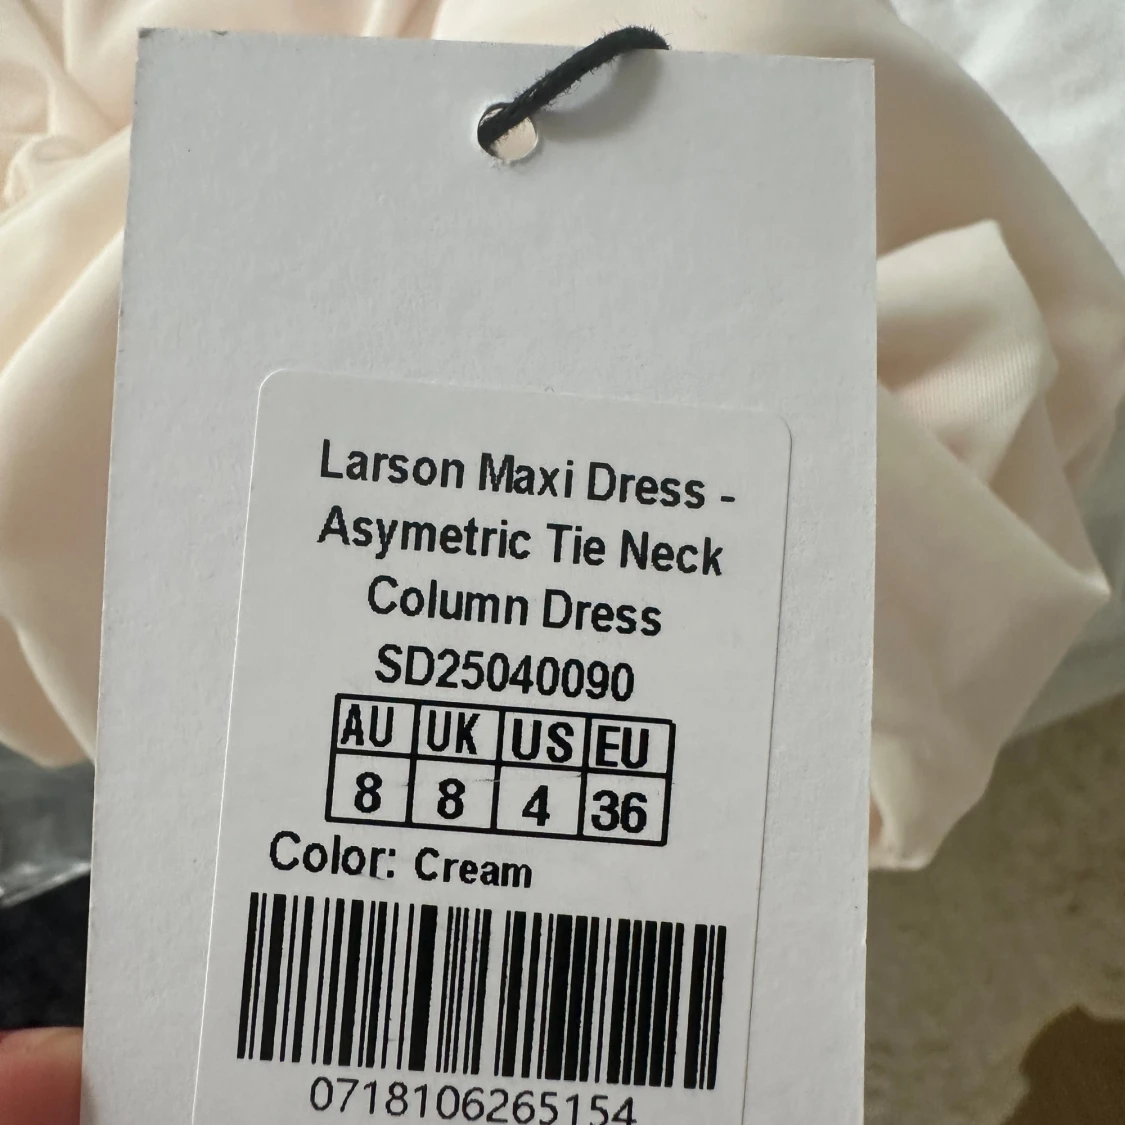 Larson Maxi Dress -
Asymetric Tie Neck
Column Dress
SD25040090
AU UK US EU
8 8 4 36
Color: Cream
0718106265154